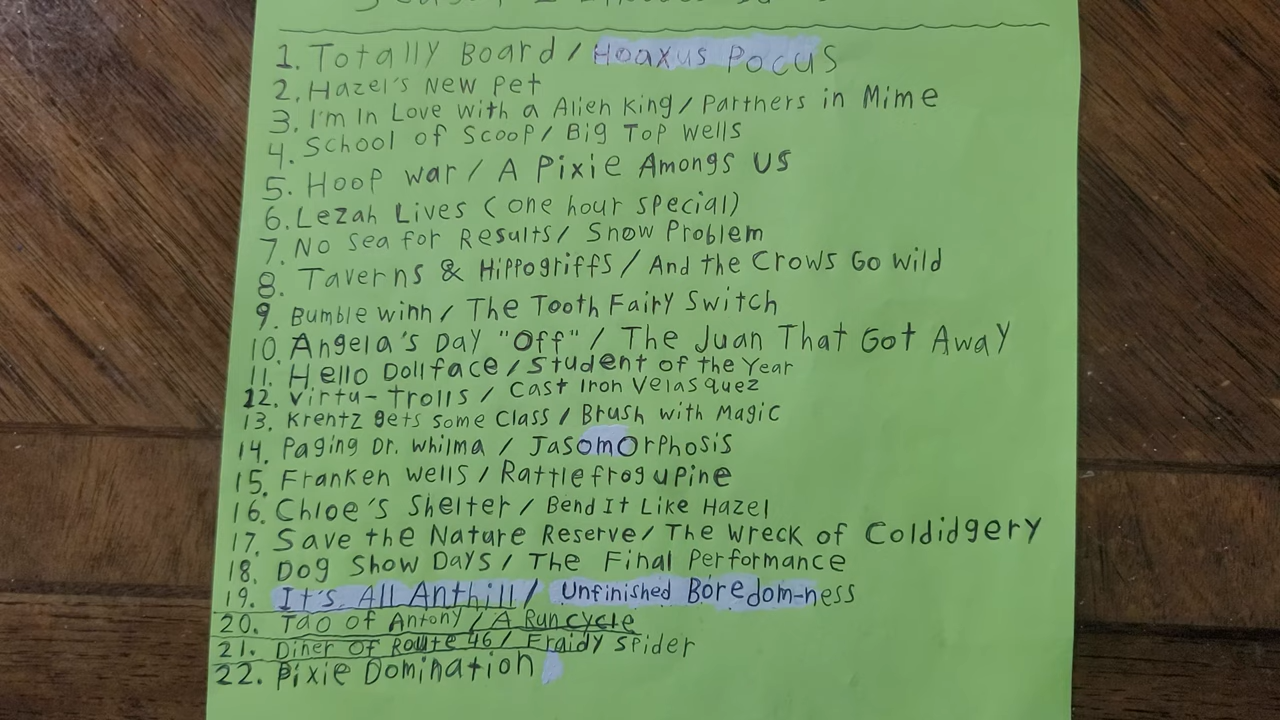 1. Totally Board / Hoaxus Pocus
2. Hazel's New Pet
3. I'm In Love with a Alien King / Partners in Mime
4. School of Scoop / Big Top Wells
5. Hoop War / A Pixie Amongs US
6. Lezah Lives (one hour special)
7. No Sea for Results / Snow Problem
8. Taverns & Hippogriffs / And the Crows Go Wild
9. Bumble winn / The Tooth Fairy Switch
10. Angela's Day "Off" / The Juan That Got Away
11. Hello Dollface / Student of the Year
12. Virtu-Trolls / Cast Iron Velasquez
13. Krentz Gets Some Class / Brush with Magic
14. Paging Dr. Whilma / Jasomorphosis
15. Franken Wells / Rattlefrogupine
16. Chloe's Shelter / Bend It Like Hazel
17. Save the Nature Reserve / The Wreck of Coldidgery
18. Dog Show Days / The Final Performance
19. It's All Anthill / Unfinished Boredom-ness
20. Tao of Antony / A Run cycle
21. Diner Of Route 46 / Fraidy Spider
22. Pixie Domination